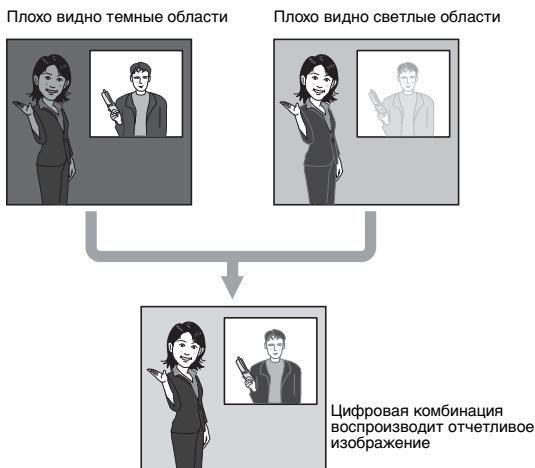 Плохо видно темные области
Плохо видно светлые области
Цифровая комбинация
воспроизводит отчетливое
изображение